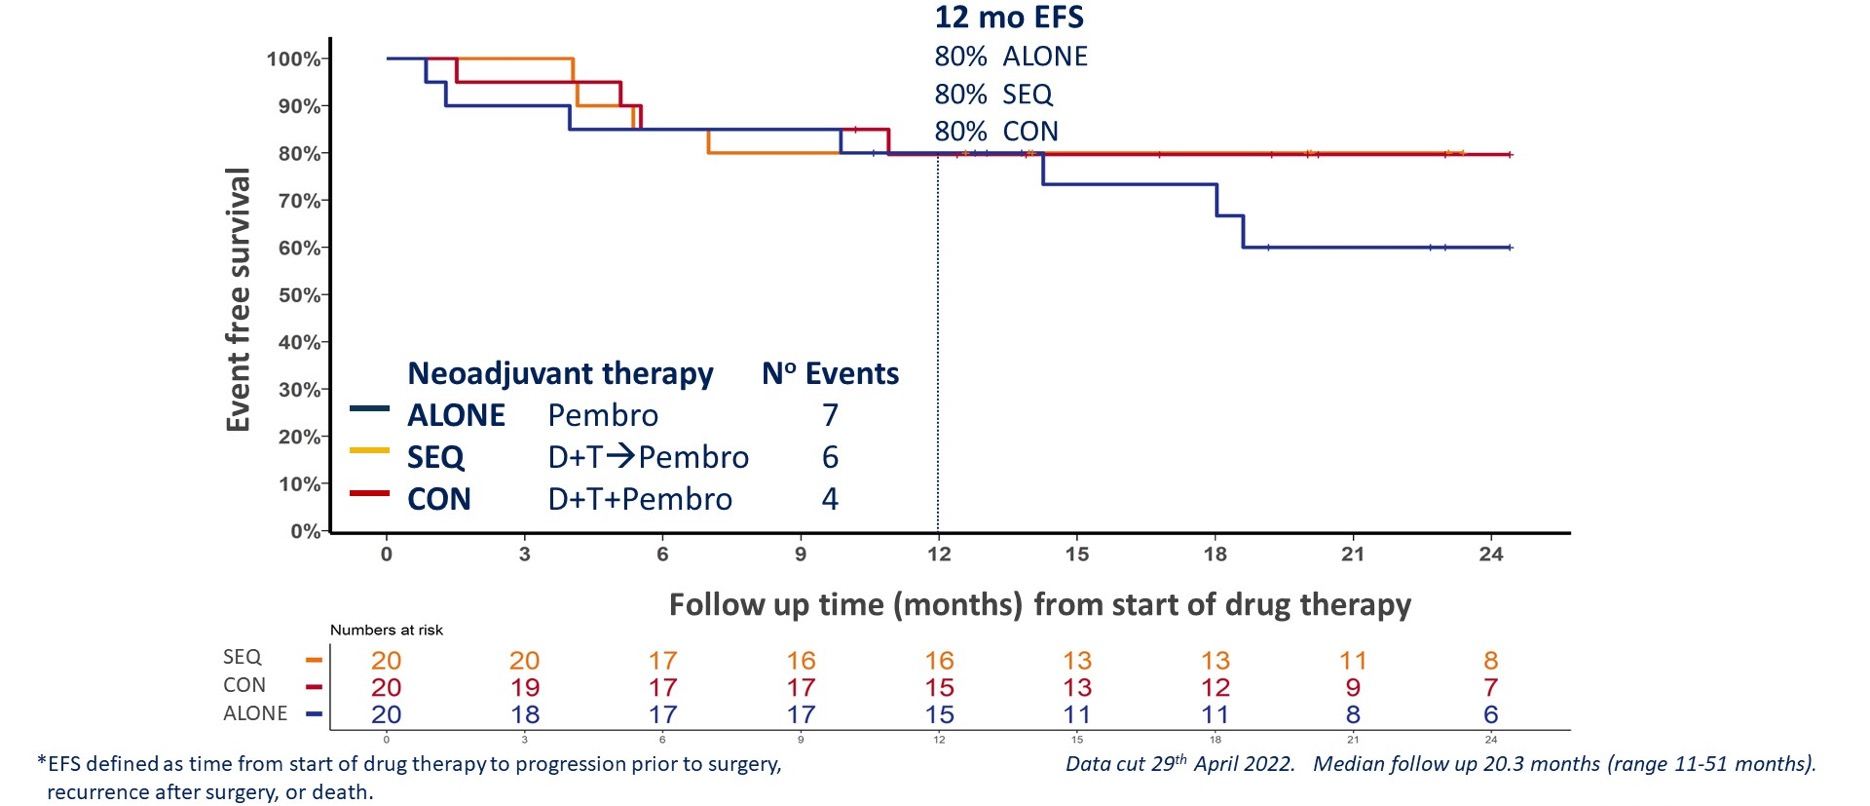 12 mo EFS
80% ALONE
80% SEQ
80% CON
100%
90%
80%
70%
60%
50%
40%
30%
20%
10%
0%
Event free survival
Neoadjuvant therapy Nº Events
ALONE Pembro 7
SEQ D+T→Pembro 6
CON D+T+Pembro 4
0 3 6 9 12 15 18 21 24
Follow up time (months) from start of drug therapy
Numbers at risk
SEQ 20 20 17 16 16 13 13 11 8
CON 20 19 17 17 15 13 12 9 7
ALONE 20 18 17 17 15 11 11 8 6
0 3 6 9 12 15 18 21 24
*EFS defined as time from start of drug therapy to progression prior to surgery,
recurrence after surgery, or death.
Data cut 29th April 2022. Median follow up 20.3 months (range 11-51 months).